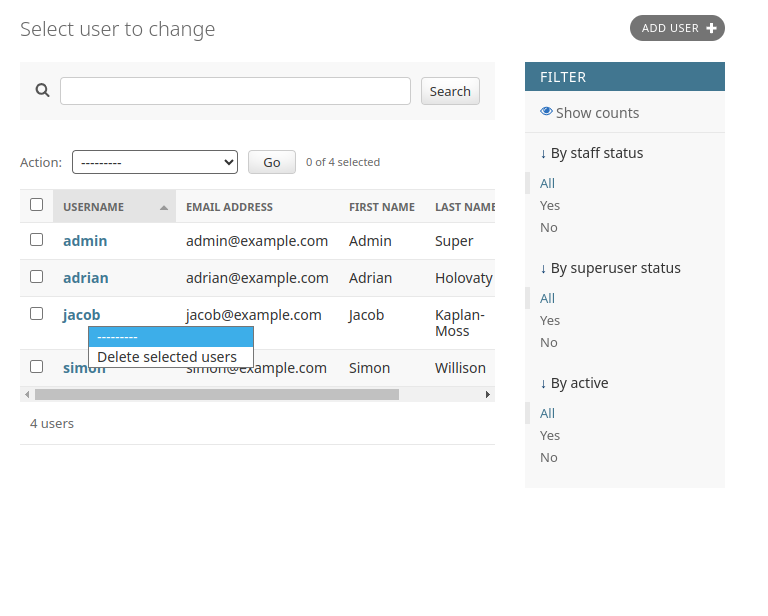 Select user to change
ADD USER
Search
Action: --------- Go 0 of 4 selected
USERNAME EMAIL ADDRESS FIRST NAME LAST NAME
admin admin@example.com Admin Super
adrian adrian@example.com Adrian Holovaty
jacob jacob@example.com Jacob Kaplan-
Moss
---------
Delete selected users
simon simon@example.com Simon Willison
4 users
FILTER
Show counts
↓ By staff status
All
Yes
No
↓ By superuser status
All
Yes
No
↓ By active
All
Yes
No